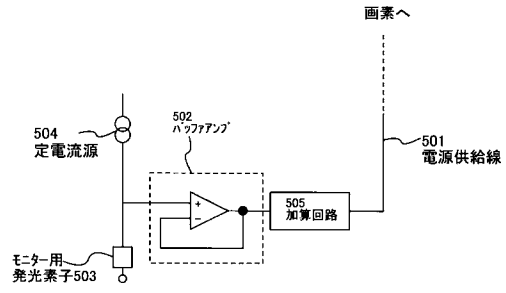 画素へ
502
バッファアンプ
504
定電流源
501
電源供給線
+
−
505
加算回路
モニター用
発光素子503